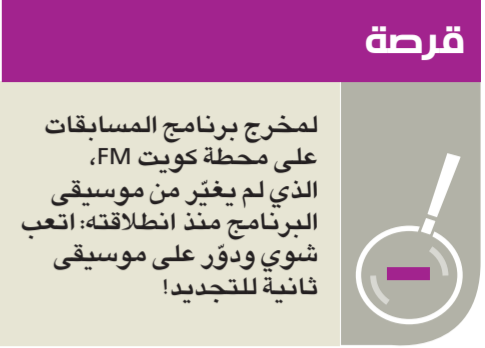 قرصة
لمخرج برنامج المسابقات
على محطة كويت FM،
الذي لم يغيّر من موسيقى
البرنامج منذ انطلاقته: اتعب
شوي ودوّر على موسيقى
ثانية للتجديد!